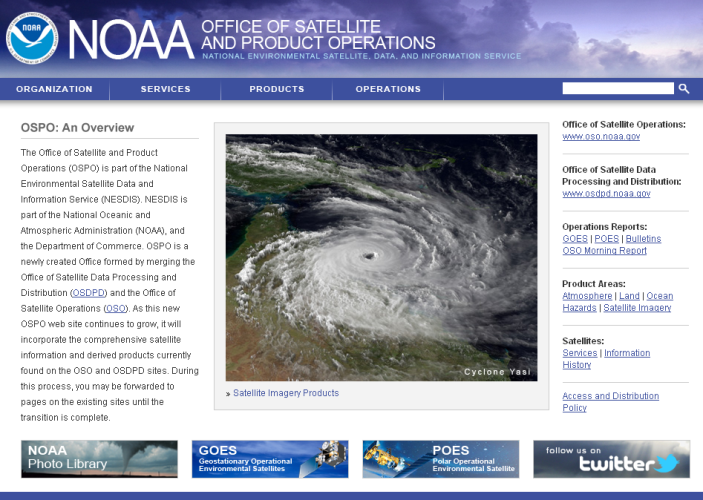 NOAA
NOAA
OFFICE OF SATELLITE
AND PRODUCT OPERATIONS
NATIONAL ENVIRONMENTAL SATELLITE, DATA, AND INFORMATION SERVICE
ORGANIZATION SERVICES PRODUCTS OPERATIONS
OSPO: An Overview
The Office of Satellite and Product
Operations (OSPO) is part of the National
Environmental Satellite Data and
Information Service (NESDIS). NESDIS is
part of the National Oceanic and
Atmospheric Administration (NOAA), and
the Department of Commerce. OSPO is a
newly created Office formed by merging the
Office of Satellite Data Processing and
Distribution (OSDPD) and the Office of
Satellite Operations (OSO). As this new
OSPO web site continues to grow, it will
incorporate the comprehensive satellite
information and derived products currently
found on the OSO and OSDPD sites. During
this process, you may be forwarded to
pages on the existing sites until the
transition is complete.
Cyclone Yasi
» Satellite Imagery Products
Office of Satellite Operations:
www.oso.noaa.gov
Office of Satellite Data
Processing and Distribution:
www.osdpd.noaa.gov
Operations Reports:
GOES | POES | Bulletins
OSO Morning Report
Product Areas:
Atmosphere | Land | Ocean
Hazards | Satellite Imagery
Satellites:
Services | Information
History
Access and Distribution
Policy
NOAA
Photo Library
GOES
Geostationary Operational
Environmental Satellites
POES
Polar Operational
Environmental Satellite
follow us on
twitter